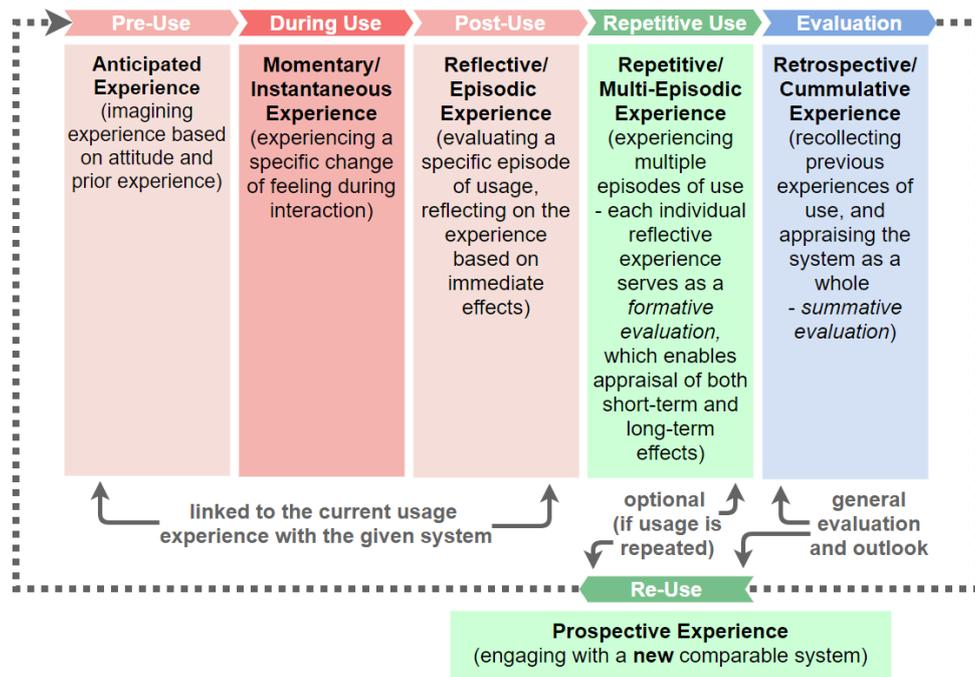 Pre-Use
During Use
Post-Use
Repetitive Use
Evaluation
Anticipated
Experience
(imagining
experience based
on attitude and
prior experience)
Momentary/
Instantaneous
Experience
(experiencing a
specific change
of feeling during
interaction)
Reflective/
Episodic
Experience
(evaluating a
specific episode
of usage,
reflecting on the
experience
based on
immediate
effects)
Repetitive/
Multi-Episodic
Experience
(experiencing
multiple
episodes of use
- each individual
reflective
experience
serves as a
formative
evaluation,
which enables
appraisal of both
short-term and
long-term
effects)
Retrospective/
Cummulative
Experience
(recollecting
previous
experiences of
use, and
appraising the
system as a
whole
- summative
evaluation)
linked to the current usage
experience with the given system
optional
(if usage is
repeated)
general
evaluation
and outlook
Re-Use
Prospective Experience
(engaging with a new comparable system)